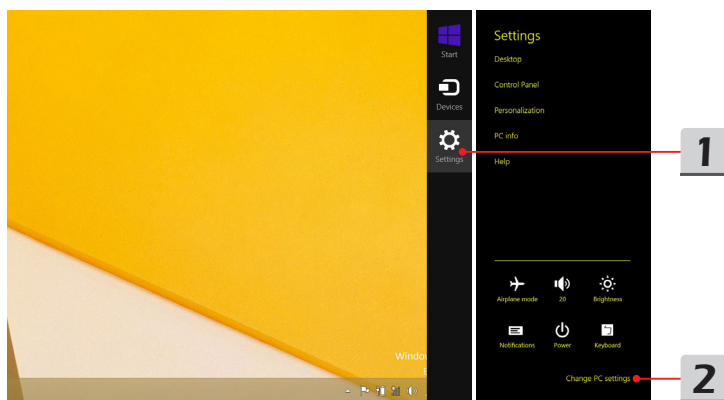 Start
Devices
Settings
Windo
Settings
Desktop
Control Panel
Personalization
PC info
Help
Airplane mode
20
Brightness
Notifications
Power
Keyboard
Change PC settings
1
2